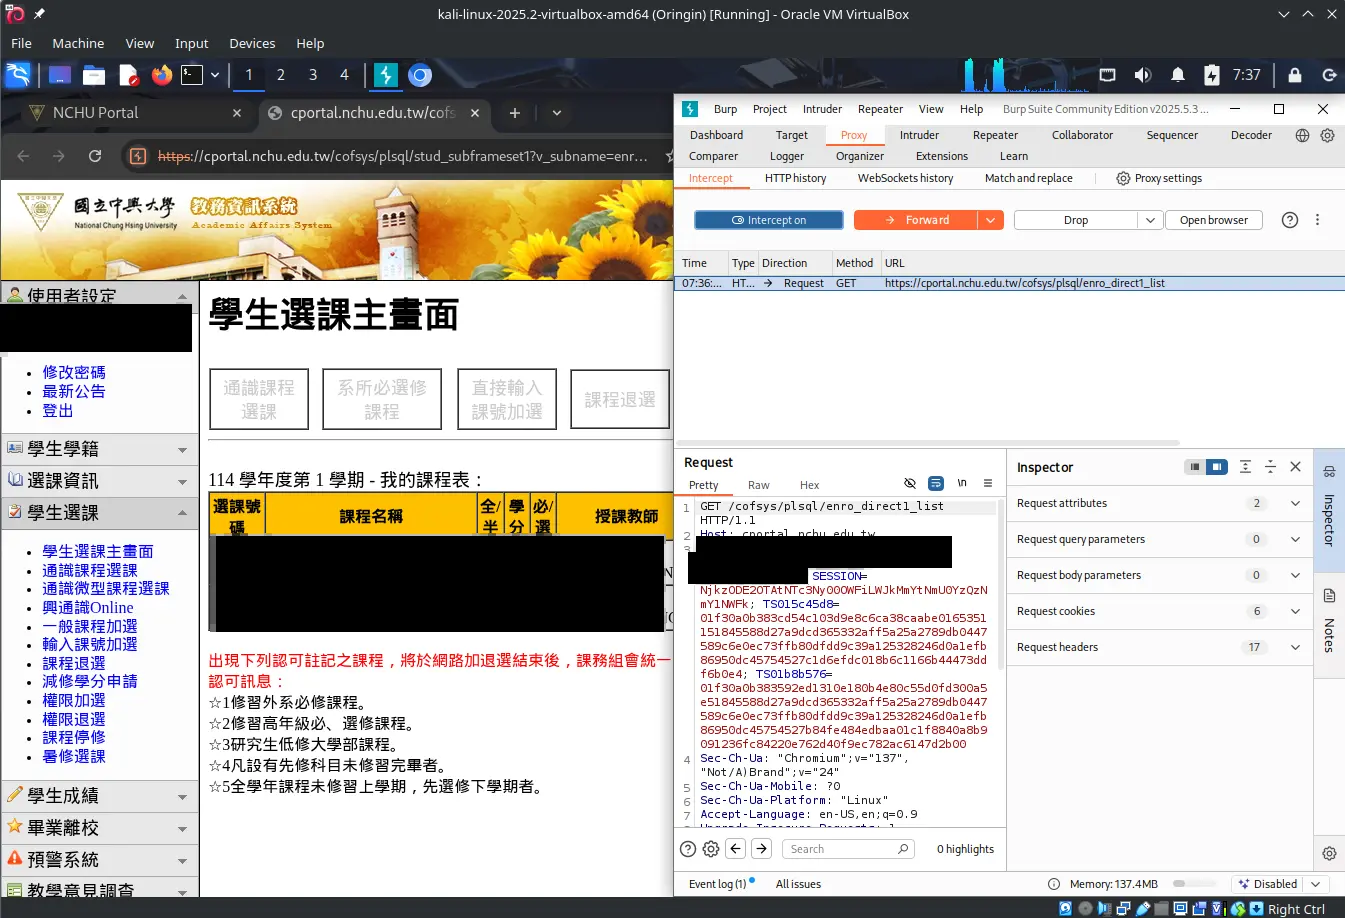 kali-linux-2025.2-virtualbox-amd64 (Oringin) [Running] - Oracle VM VirtualBox
File Machine View Input Devices Help
1 2 3 4 7:37
NCHU Portal
cportal.nchu.edu.tw/cofs
https://cportal.nchu.edu.tw/cofsys/plsql/stud_subframeset1?v_subname=enr...
國立中興大學
National Chung Hsing University
教務資訊系統
Academic Affairs System
使用者設定
修改密碼
最新公告
登出
學生學籍
選課資訊
學生選課
學生選課主畫面
通識課程選課
通識微型課程選課
興通識Online
一般課程加選
輸入課號加選
課程退選
減修學分申請
權限加選
權限退選
課程停修
暑修選課
學生成績
畢業離校
預警系統
教學意見調查
學生選課主畫面
通識課程
選課
系所必選修
課程
直接輸入
課號加選
課程退選
114 學年度第 1 學期 - 我的課程表：
選課號碼 課程名稱 全/半 學分 必/選 授課教師
出現下列認可註記之課程，將於網路加退選結束後，課務組會統一
認可訊息：
☆1修習外系必修課程。
☆2修習高年級必、選修課程。
☆3研究生低修大學部課程。
☆4凡設有先修科目未修習完畢者。
☆5全學年課程未修習上學期，先選修下學期者。
Burp Project Intruder Repeater View Help Burp Suite Community Edition v2025.5.3 ...
Dashboard Target Proxy Intruder Repeater Collaborator Sequencer Decoder
Comparer Logger Organizer Extensions Learn
Intercept HTTP history WebSockets history Match and replace Proxy settings
Intercept on Forward Drop Open browser
Time Type Direction Method URL
07:36:... HT... → Request GET https://cportal.nchu.edu.tw/cofsys/plsql/enro_direct1_list
Request
Pretty Raw Hex \n
1 GET /cofsys/plsql/enro_direct1_list
HTTP/1.1
2 Host: cportal.nchu.edu.tw
3
SESSION=
NjkzODE2OTAtNTc3Ny00OWFiLWJkMmYtNmU0YzQzN
mY1NWFk; TS015c45d8=
01f30a0b383cd54c103d9e8c6ca38caabe0165351
151845588d27a9dcd365332aff5a25a2789db0447
589c6e0ec73ffb80dfdd9c39a125328246d0a1efb
86950dc45754527c1d6efdc018b6c1166b44473dd
f6b0e4; TS01b8b576=
01f30a0b383592ed1310e180b4e80c55d0fd300a5
e51845588d27a9dcd365332aff5a25a2789db0447
589c6e0ec73ffb80dfdd9c39a125328246d0a1efb
86950dc45754527b84fe484edbaa01c1f8840a8b9
091236fc84220e762d40f9ec782ac6147d2b00
4 Sec-Ch-Ua: "Chromium";v="137",
"Not/A)Brand";v="24"
5 Sec-Ch-Ua-Mobile: ?0
6 Sec-Ch-Ua-Platform: "Linux"
7 Accept-Language: en-US,en;q=0.9
Upgrade-Insecure-Requests: 1
Search 0 highlights
Inspector
Request attributes 2
Request query parameters 0
Request body parameters 0
Request cookies 6
Request headers 17
Inspector
Notes
Event log (1) All issues Memory: 137.4MB Disabled
Right Ctrl